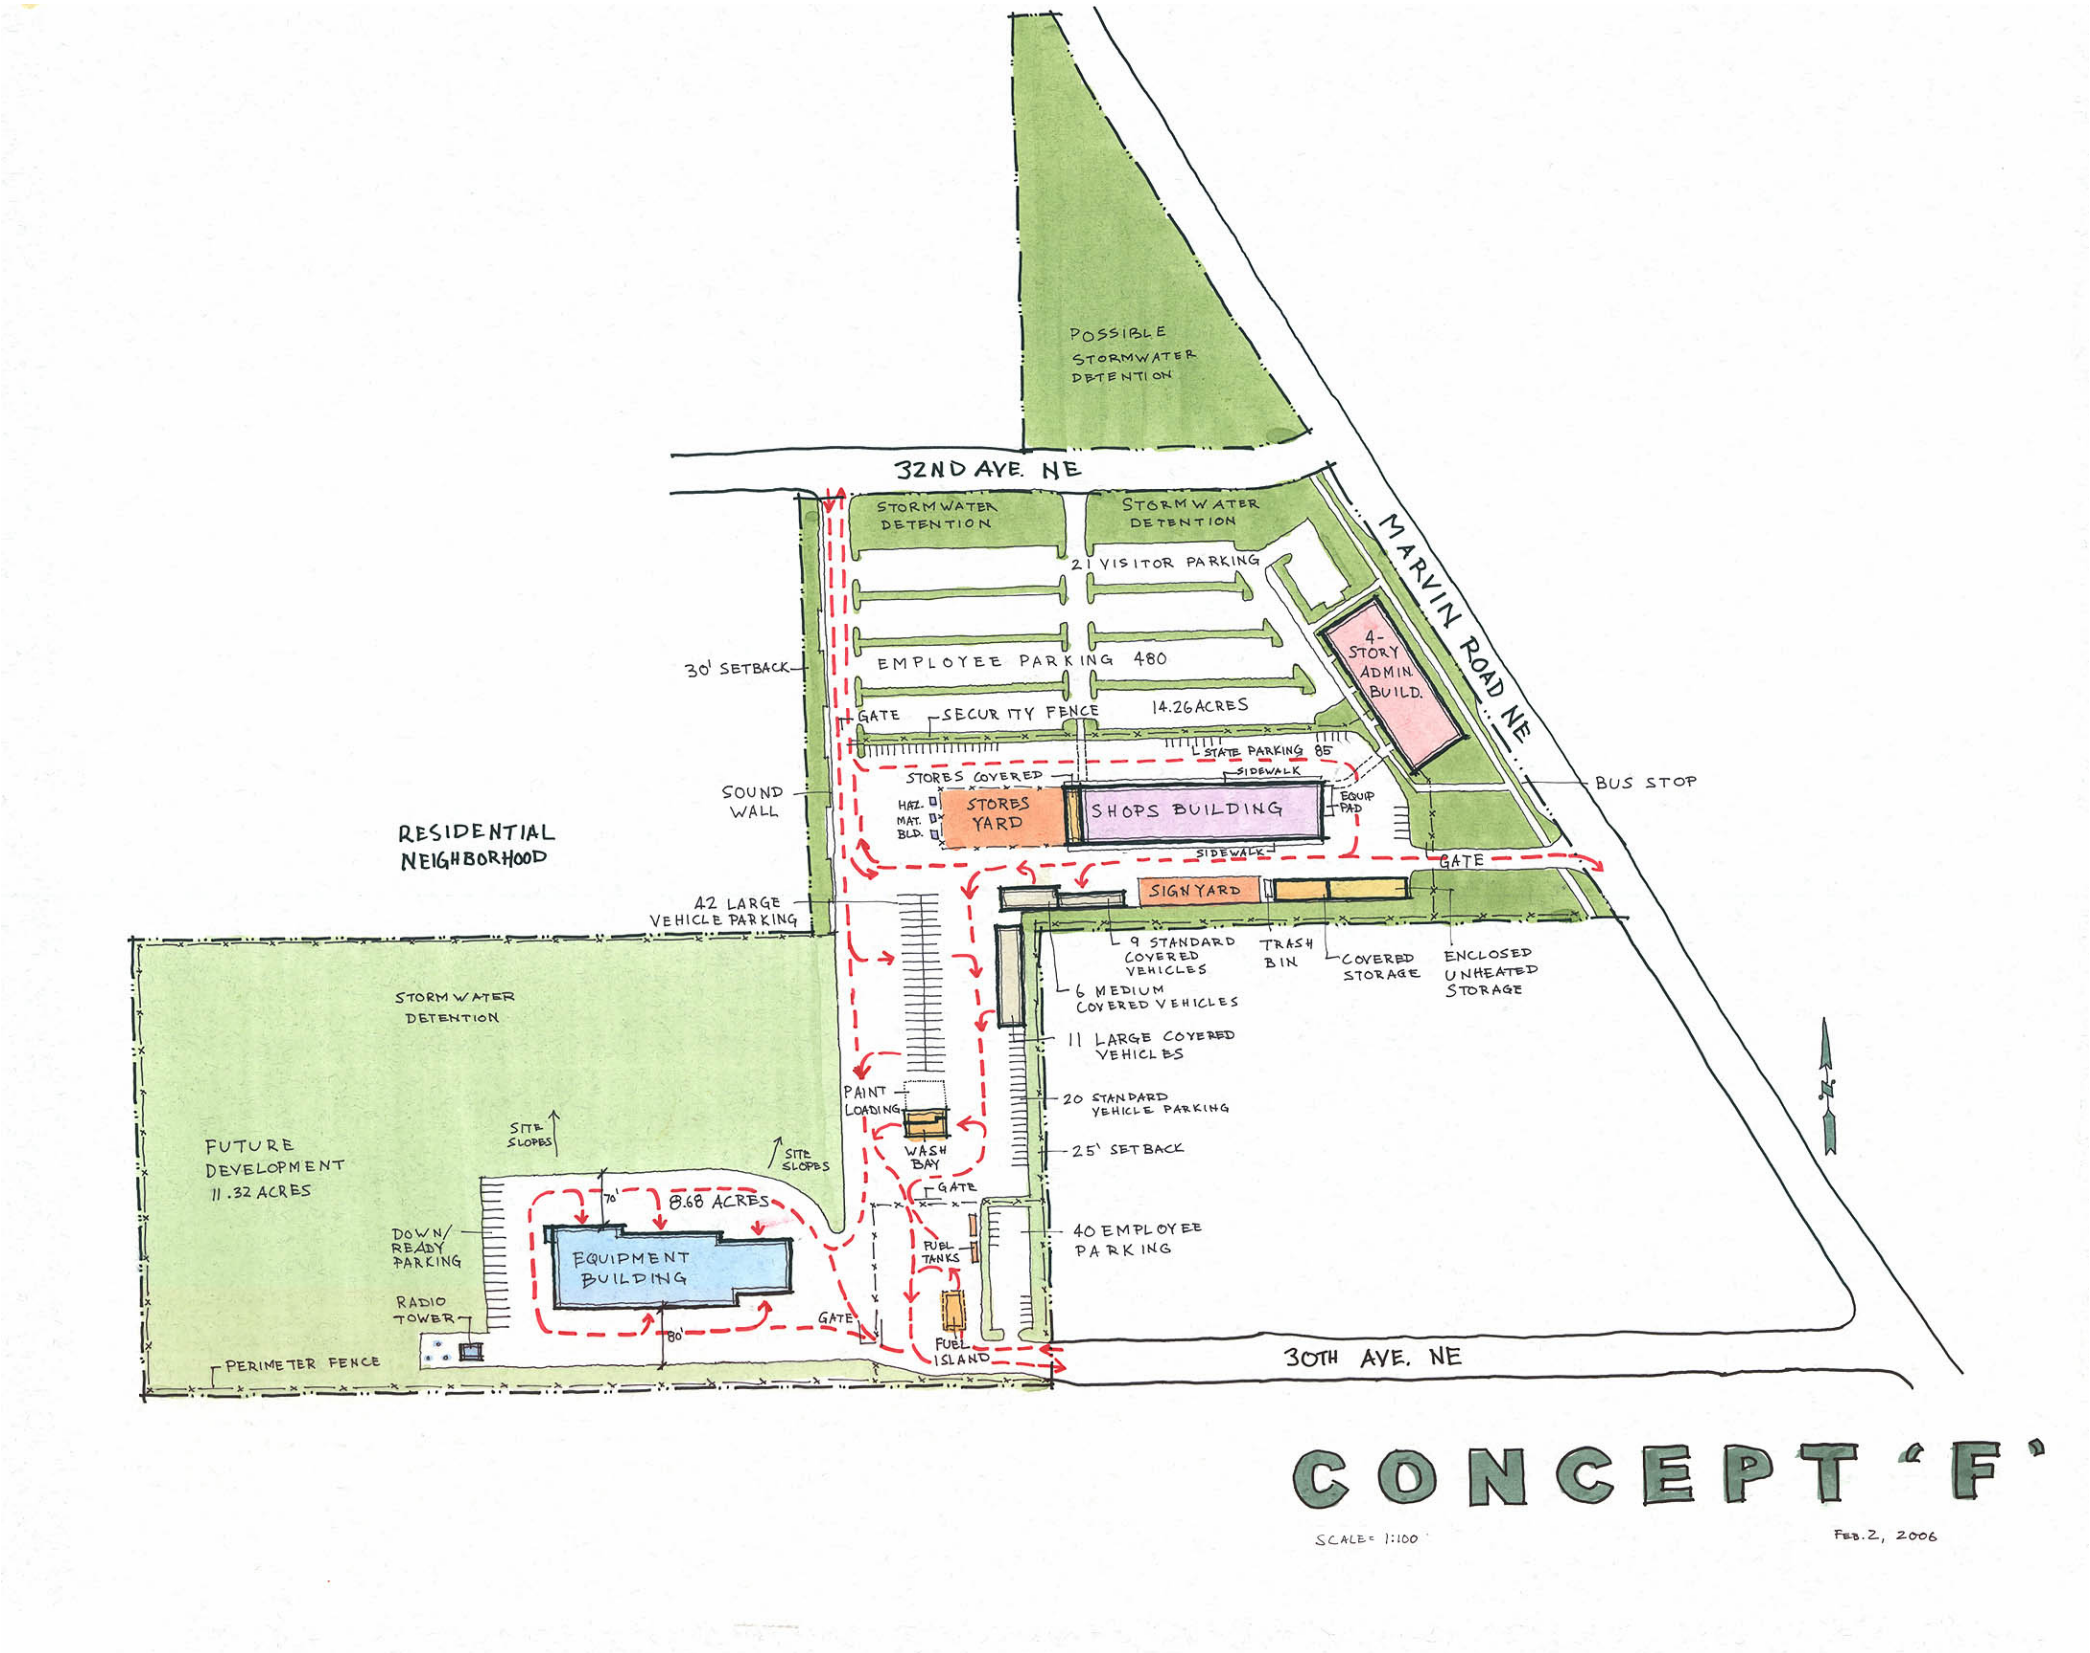 POSSIBLE
STORMWATER
DETENTION
32ND AVE. NE
STORMWATER
DETENTION
STORMWATER
DETENTION
21 VISITOR PARKING
MARVIN ROAD NE
4-
STORY
ADMIN.
BUILD.
30' SETBACK
EMPLOYEE PARKING 480
14.26 ACRES
GATE
SECURITY FENCE
STATE PARKING 85
STORES COVERED
SIDEWALK
BUS STOP
SOUND
WALL
HAZ.
MAT.
BLD.
STORES
YARD
SHOPS BUILDING
EQUIP
PAD
RESIDENTIAL
NEIGHBORHOOD
SIDEWALK
GATE
SIGN YARD
42 LARGE
VEHICLE PARKING
9 STANDARD
COVERED
VEHICLES
TRASH
BIN
COVERED
STORAGE
ENCLOSED
UNHEATED
STORAGE
6 MEDIUM
COVERED VEHICLES
STORMWATER
DETENTION
11 LARGE COVERED
VEHICLES
PAINT
LOADING
20 STANDARD
VEHICLE PARKING
N
WASH
BAY
25' SETBACK
FUTURE
DEVELOPMENT
11.32 ACRES
SITE
SLOPES
SITE
SLOPES
GATE
70'
8.68 ACRES
DOWN/
READY
PARKING
EQUIPMENT
BUILDING
FUEL
TANKS
40 EMPLOYEE
PARKING
RADIO
TOWER
GATE
80'
FUEL
ISLAND
PERIMETER FENCE
30TH AVE. NE
CONCEPT 'F'
SCALE= 1:100
FEB. 2, 2006